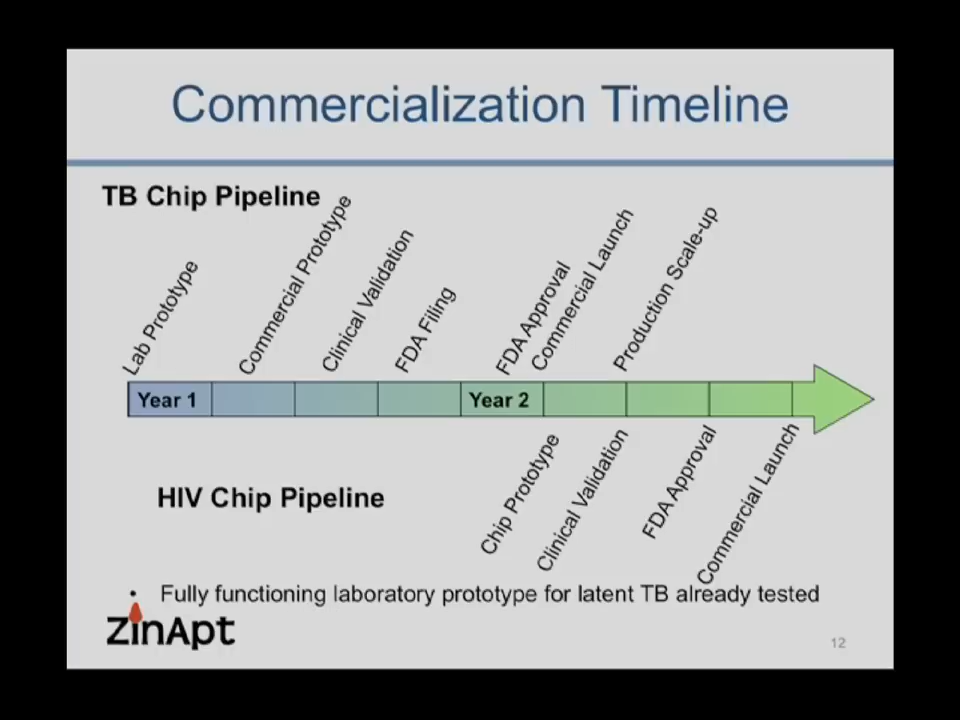 Commercialization Timeline
TB Chip Pipeline
Lab Prototype
Commercial Prototype
Clinical Validation
FDA Filing
FDA Approval
Commercial Launch
Production Scale-up
Year 1
Year 2
Chip Prototype
Clinical Validation
FDA Approval
Commercial Launch
HIV Chip Pipeline
• Fully functioning laboratory prototype for latent TB already tested
ZinApt
12